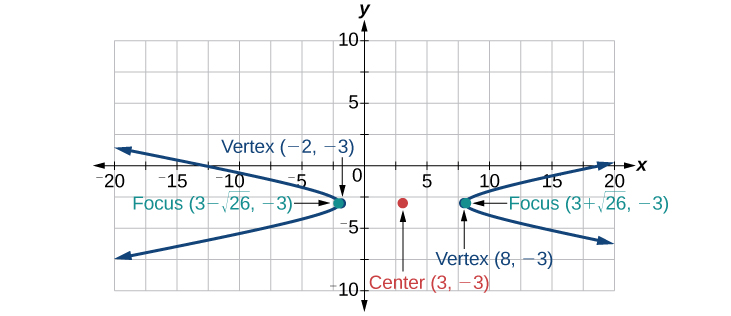 y
10
5
Vertex (−2, −3)
x
−20 −15 −10 −5 0 5 10 15 20
Focus (3−√26, −3) Focus (3+√26, −3)
−5
Vertex (8, −3)
Center (3, −3)
−10